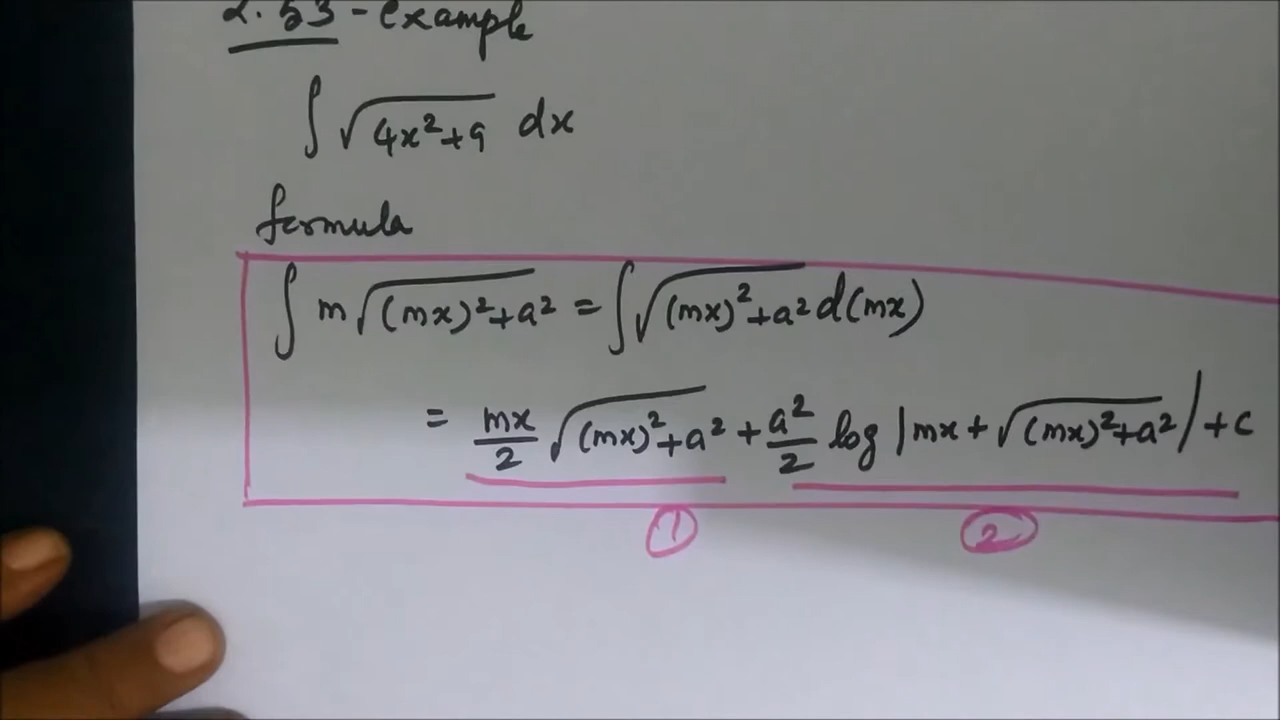 2.53 - example
∫ √(4x²+9) dx
formula
∫ m√((mx)²+a²) = ∫ √((mx)²+a²) d(mx)
= mx/2 √((mx)²+a²) + a²/2 log |mx + √((mx)²+a²)| + c
① ②